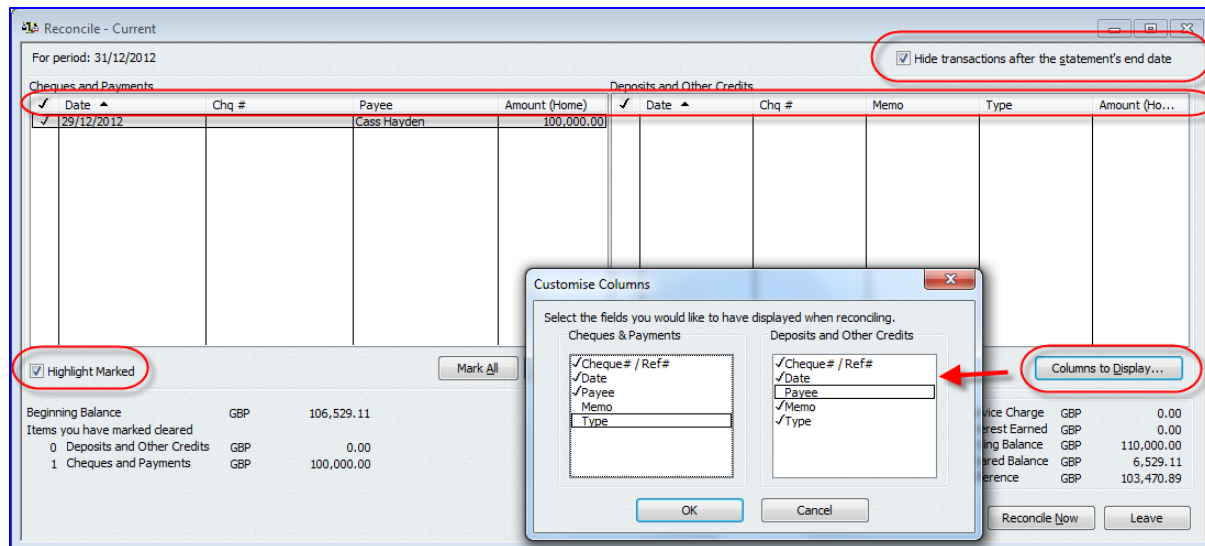 Reconcile - Current
For period: 31/12/2012
Hide transactions after the statement's end date
Cheques and Payments
Deposits and Other Credits
✓ Date Chq # Payee Amount (Home)
✓ Date Chq # Memo Type Amount (Ho...
✓ 29/12/2012 Cass Hayden 100,000.00
Customise Columns
Select the fields you would like to have displayed when reconciling.
Cheques & Payments
✓Cheque# / Ref#
✓Date
✓Payee
Memo
Type
Deposits and Other Credits
✓Cheque# / Ref#
✓Date
Payee
✓Memo
✓Type
OK
Cancel
Highlight Marked
Mark All
Columns to Display...
Beginning Balance GBP 106,529.11
Items you have marked cleared
0 Deposits and Other Credits GBP 0.00
1 Cheques and Payments GBP 100,000.00
Charge GBP 0.00
Earned GBP 0.00
Balance GBP 110,000.00
Balance GBP 6,529.11
GBP 103,470.89
Reconcile Now
Leave